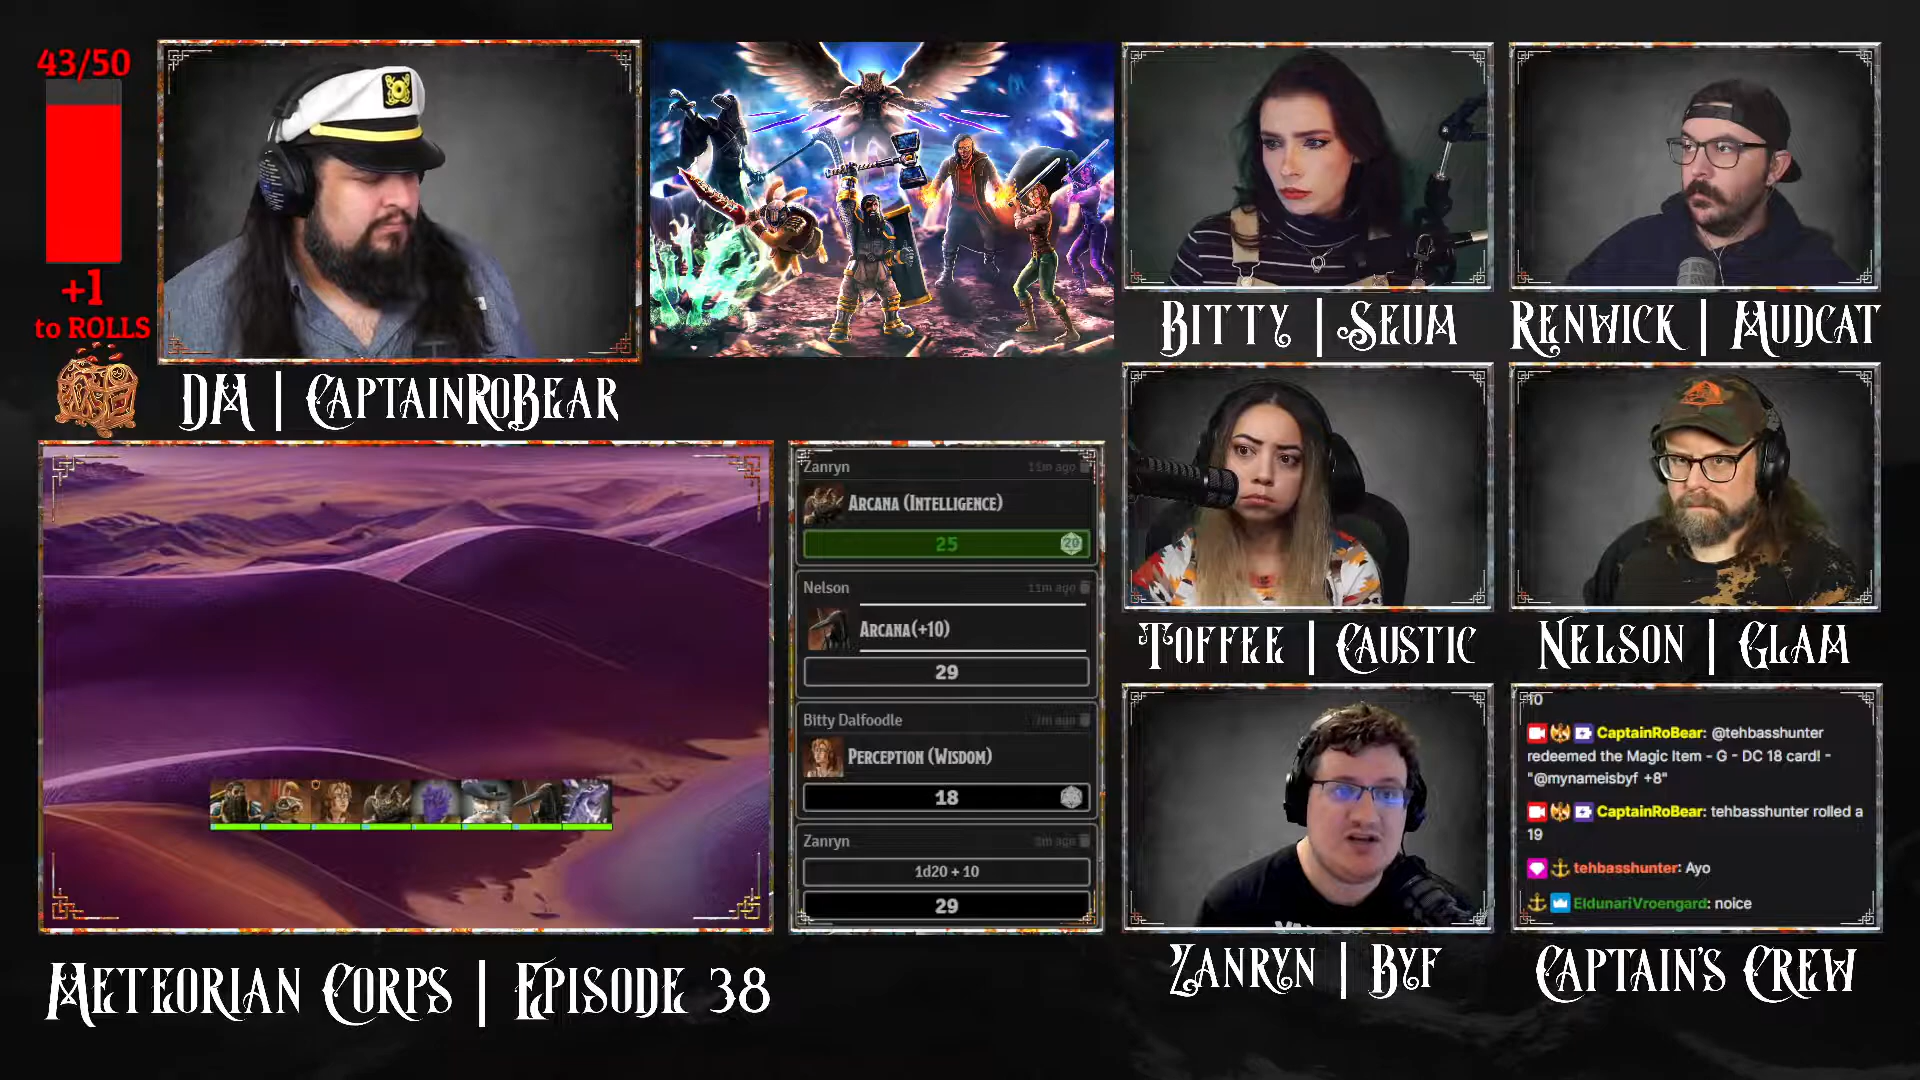 43/50
+1
to ROLLS
DM | CaptainRoBear
Bitty | Seum
Renwick | Mudcat
Toffee | Caustic
Nelson | Glam
Zanryn
11m ago
Arcana (Intelligence)
25
20
Nelson
11m ago
Arcana(+10)
29
Bitty Dalfoodle
Perception (Wisdom)
18
Zanryn
1d20 + 10
29
10
CaptainRoBear: @tehbasshunter
redeemed the Magic Item - G - DC 18 card! -
"@mynameisbyf +8"
CaptainRoBear: tehbasshunter rolled a
19
tehbasshunter: Ayo
EldunariVroengard: noice
Meteorian Corps | Episode 38
Zanryn | Byf
Captain's Crew